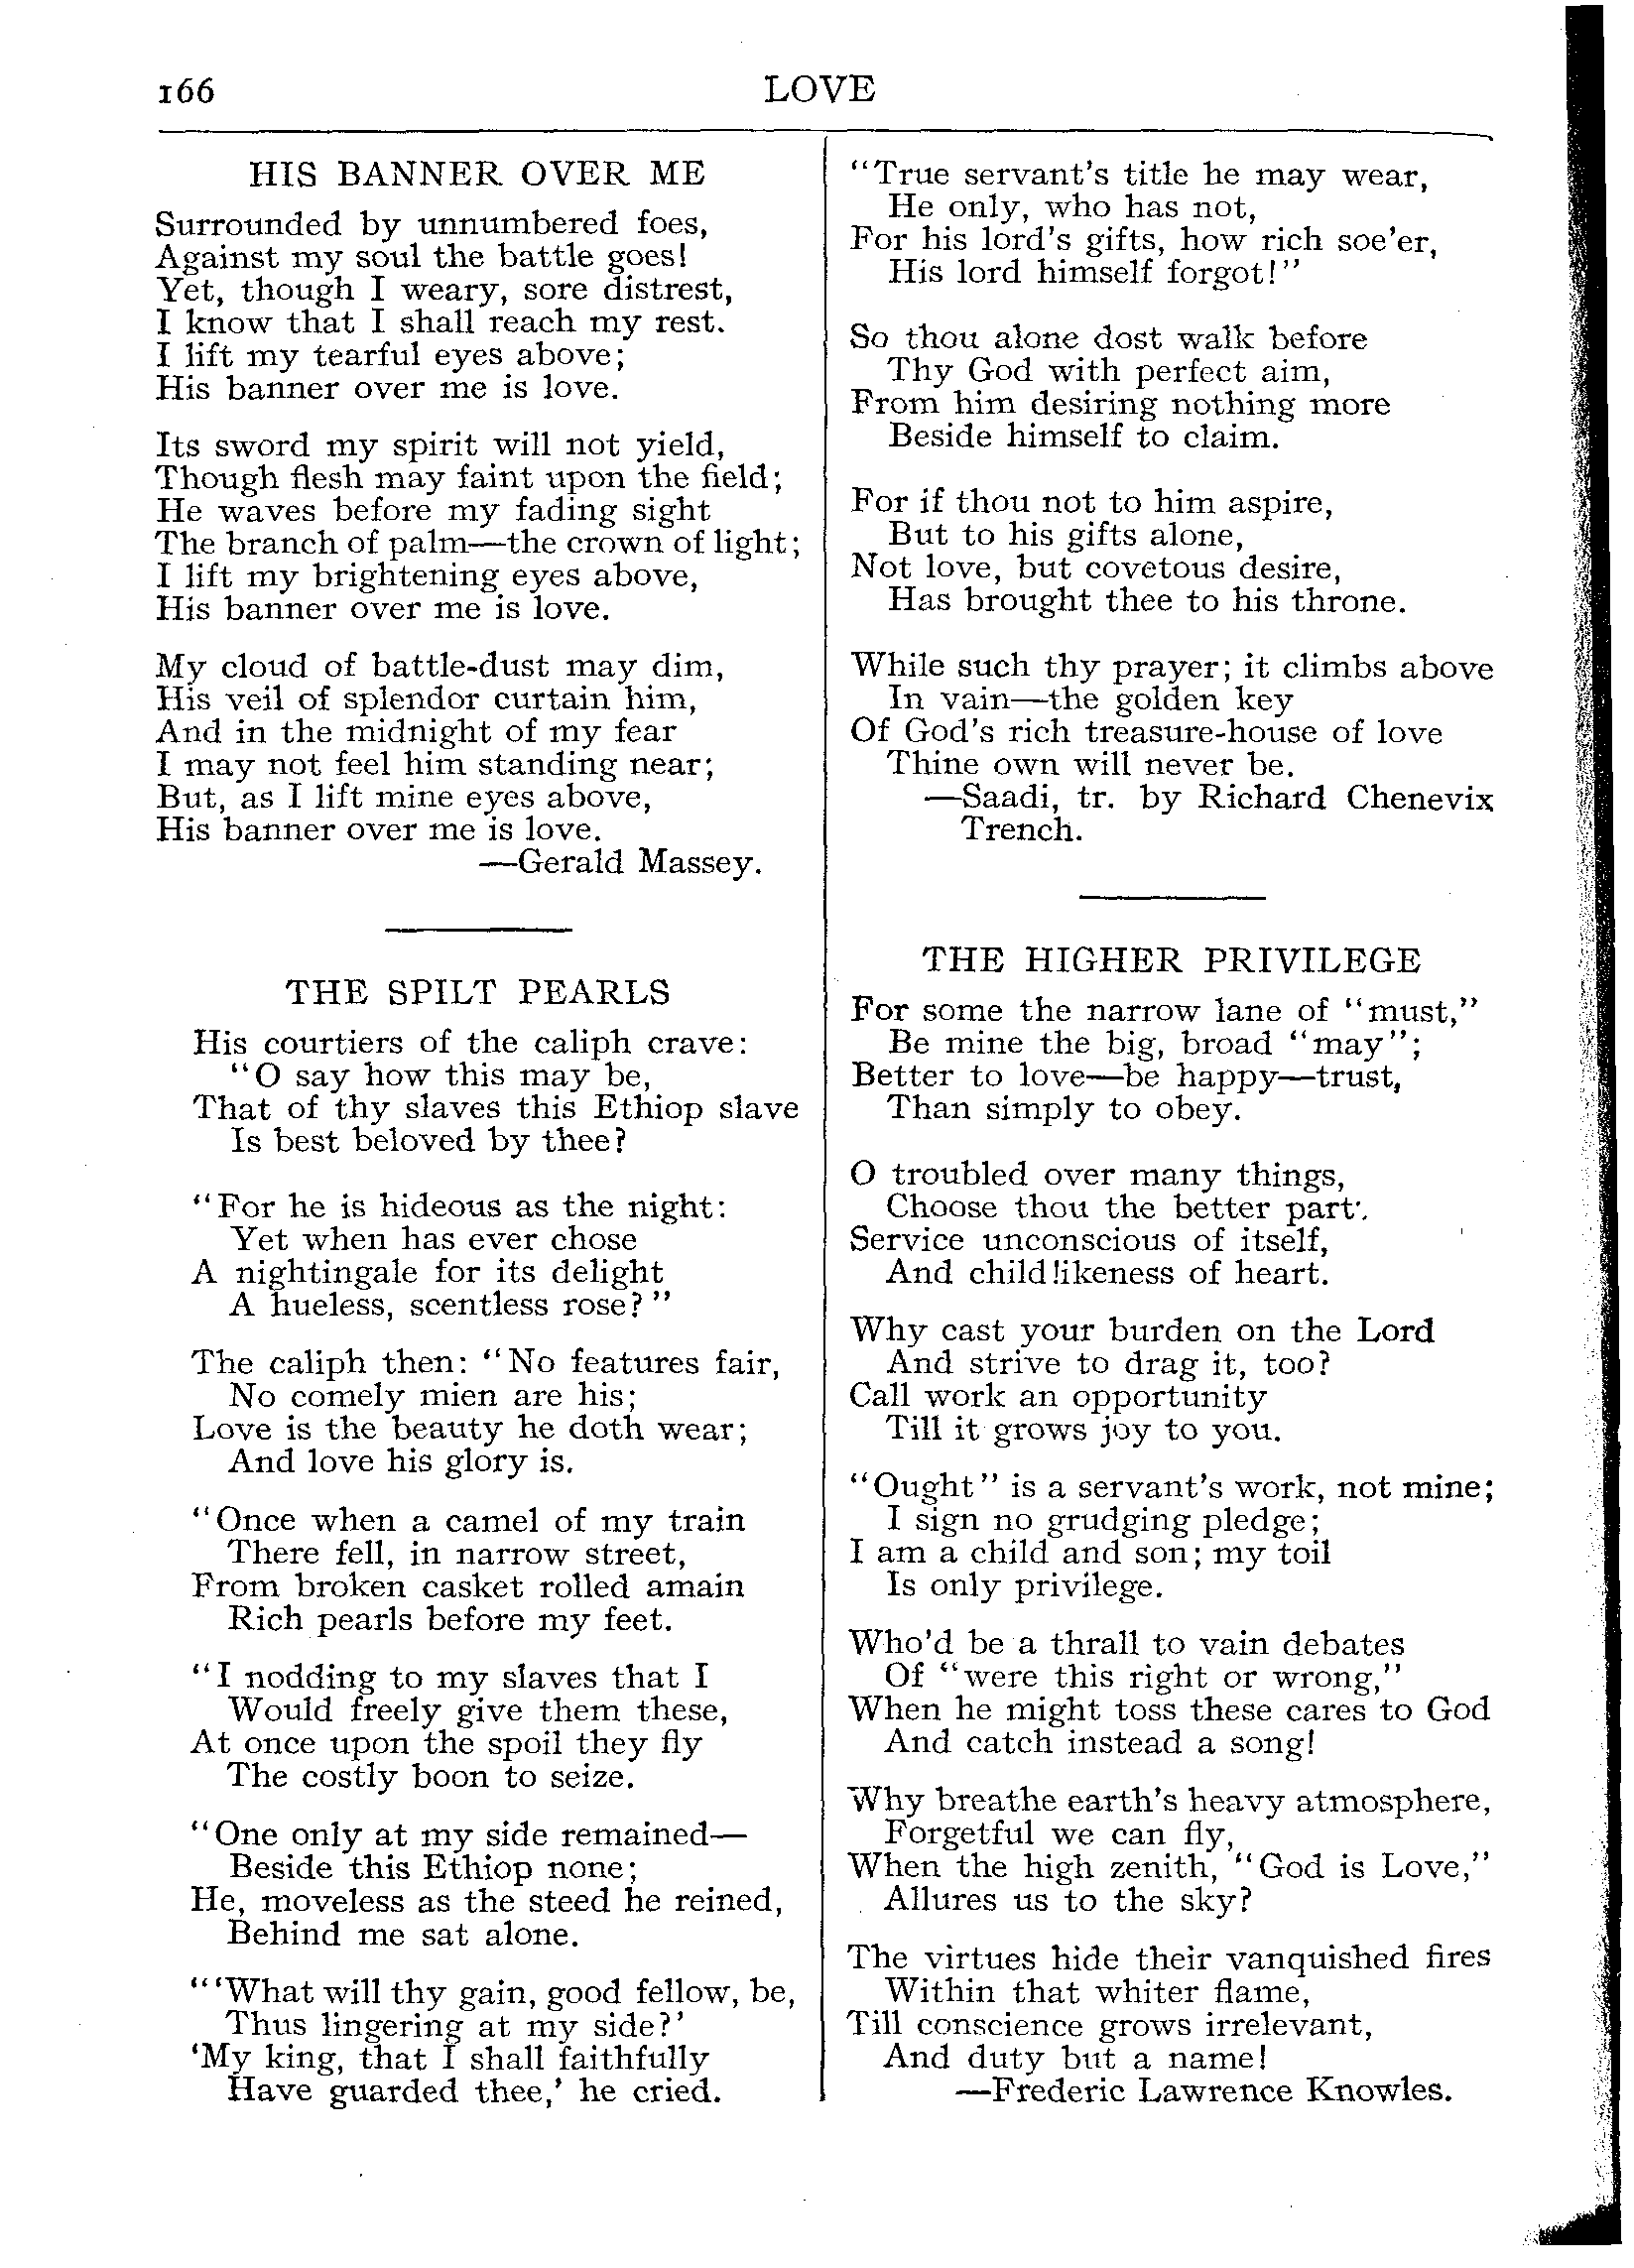 166 LOVE
HIS BANNER OVER ME
Surrounded by unnumbered foes,
Against my soul the battle goes!
Yet, though I weary, sore distrest,
I know that I shall reach my rest.
I lift my tearful eyes above;
His banner over me is love.
Its sword my spirit will not yield,
Though flesh may faint upon the field;
He waves before my fading sight
The branch of palm—the crown of light;
I lift my brightening eyes above,
His banner over me is love.
My cloud of battle-dust may dim,
His veil of splendor curtain him,
And in the midnight of my fear
I may not feel him standing near;
But, as I lift mine eyes above,
His banner over me is love.
—Gerald Massey.
THE SPILT PEARLS
His courtiers of the caliph crave:
"O say how this may be,
That of thy slaves this Ethiop slave
Is best beloved by thee?
"For he is hideous as the night:
Yet when has ever chose
A nightingale for its delight
A hueless, scentless rose?"
The caliph then: "No features fair,
No comely mien are his;
Love is the beauty he doth wear;
And love his glory is.
"Once when a camel of my train
There fell, in narrow street,
From broken casket rolled amain
Rich pearls before my feet.
"I nodding to my slaves that I
Would freely give them these,
At once upon the spoil they fly
The costly boon to seize.
"One only at my side remained—
Beside this Ethiop none;
He, moveless as the steed he reined,
Behind me sat alone.
"'What will thy gain, good fellow, be,
Thus lingering at my side?'
'My king, that I shall faithfully
Have guarded thee,' he cried.
"True servant's title he may wear,
He only, who has not,
For his lord's gifts, how rich soe'er,
His lord himself forgot!"
So thou alone dost walk before
Thy God with perfect aim,
From him desiring nothing more
Beside himself to claim.
For if thou not to him aspire,
But to his gifts alone,
Not love, but covetous desire,
Has brought thee to his throne.
While such thy prayer; it climbs above
In vain—the golden key
Of God's rich treasure-house of love
Thine own will never be.
—Saadi, tr. by Richard Chenevix
Trench.
THE HIGHER PRIVILEGE
For some the narrow lane of "must,"
Be mine the big, broad "may";
Better to love—be happy—trust,
Than simply to obey.
O troubled over many things,
Choose thou the better part.
Service unconscious of itself,
And childlikeness of heart.
Why cast your burden on the Lord
And strive to drag it, too?
Call work an opportunity
Till it grows joy to you.
"Ought" is a servant's work, not mine;
I sign no grudging pledge;
I am a child and son; my toil
Is only privilege.
Who'd be a thrall to vain debates
Of "were this right or wrong,"
When he might toss these cares to God
And catch instead a song!
Why breathe earth's heavy atmosphere,
Forgetful we can fly,
When the high zenith, "God is Love,"
Allures us to the sky?
The virtues hide their vanquished fires
Within that whiter flame,
Till conscience grows irrelevant,
And duty but a name!
—Frederic Lawrence Knowles.